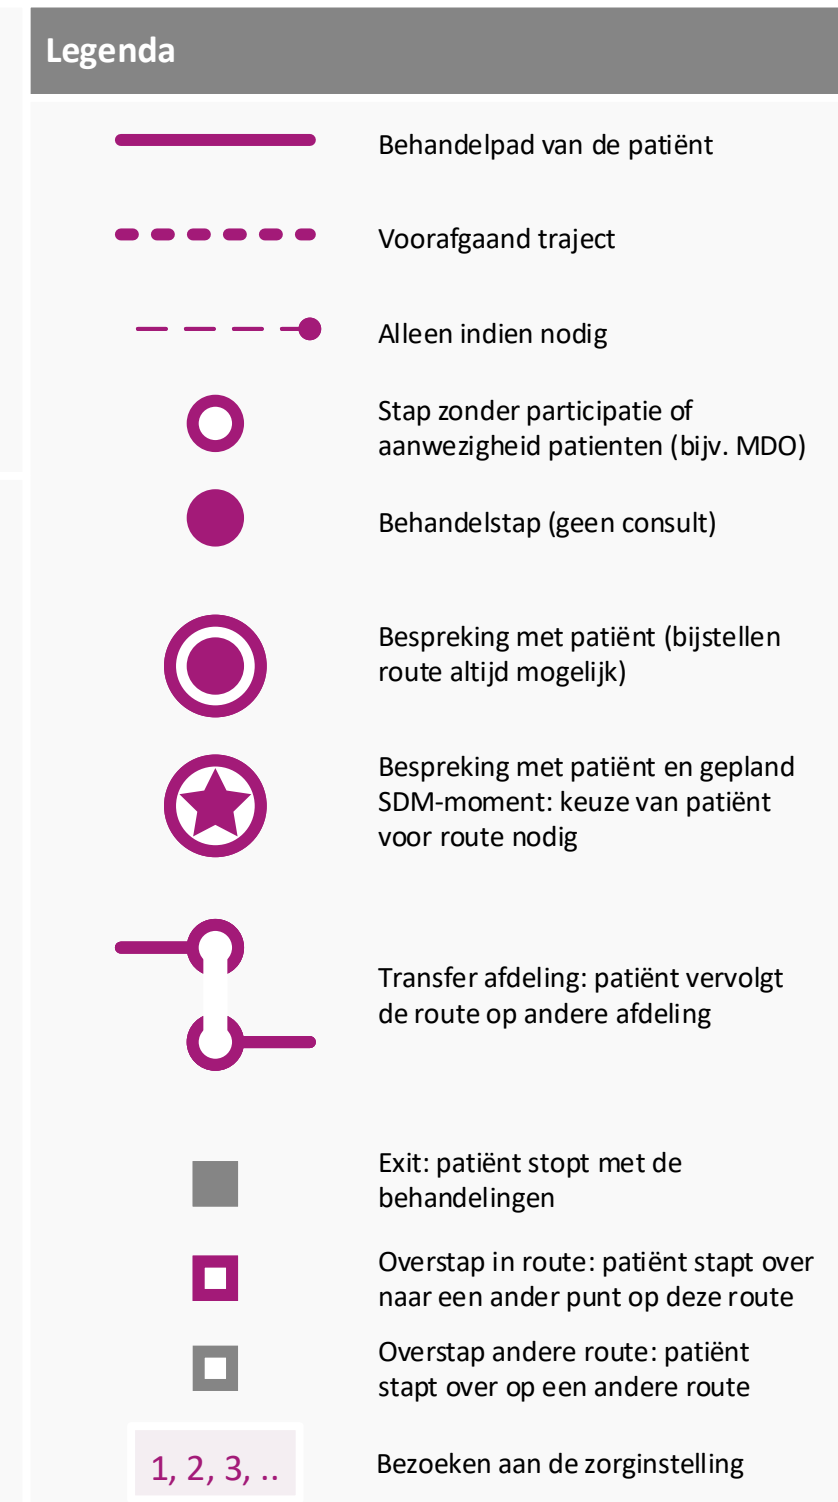 Legenda
Behandelpad van de patiënt
Voorafgaand traject
Alleen indien nodig
Stap zonder participatie of
aanwezigheid patienten (bijv. MDO)
Behandelstap (geen consult)
Bespreking met patiënt (bijstellen
route altijd mogelijk)
Bespreking met patiënt en gepland
SDM-moment: keuze van patiënt
voor route nodig
Transfer afdeling: patiënt vervolgt
de route op andere afdeling
Exit: patiënt stopt met de
behandelingen
Overstap in route: patiënt stapt over
naar een ander punt op deze route
Overstap andere route: patiënt
stapt over op een andere route
1, 2, 3, .. Bezoeken aan de zorginstelling